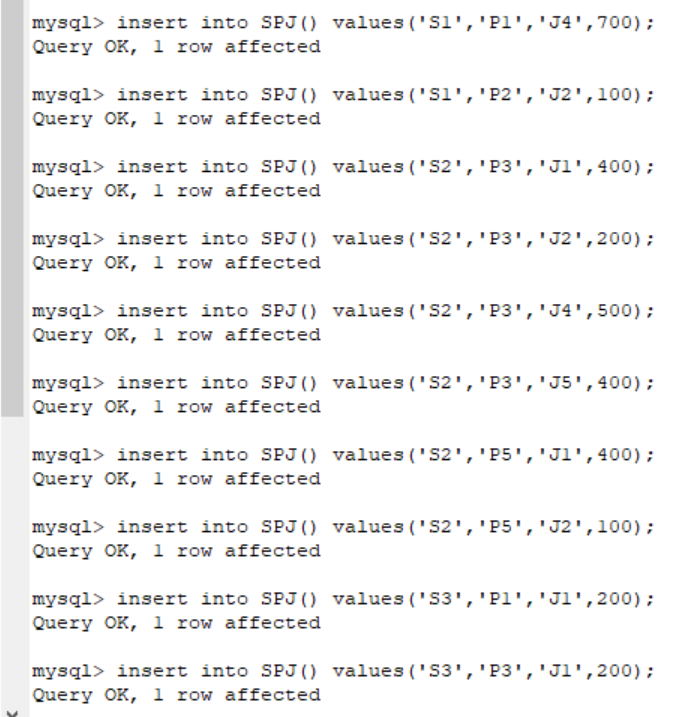 mysql> insert into SPJ() values('S1','P1','J4',700);
Query OK, 1 row affected
mysql> insert into SPJ() values('S1','P2','J2',100);
Query OK, 1 row affected
mysql> insert into SPJ() values('S2','P3','J1',400);
Query OK, 1 row affected
mysql> insert into SPJ() values('S2','P3','J2',200);
Query OK, 1 row affected
mysql> insert into SPJ() values('S2','P3','J4',500);
Query OK, 1 row affected
mysql> insert into SPJ() values('S2','P3','J5',400);
Query OK, 1 row affected
mysql> insert into SPJ() values('S2','P5','J1',400);
Query OK, 1 row affected
mysql> insert into SPJ() values('S2','P5','J2',100);
Query OK, 1 row affected
mysql> insert into SPJ() values('S3','P1','J1',200);
Query OK, 1 row affected
mysql> insert into SPJ() values('S3','P3','J1',200);
Query OK, 1 row affected